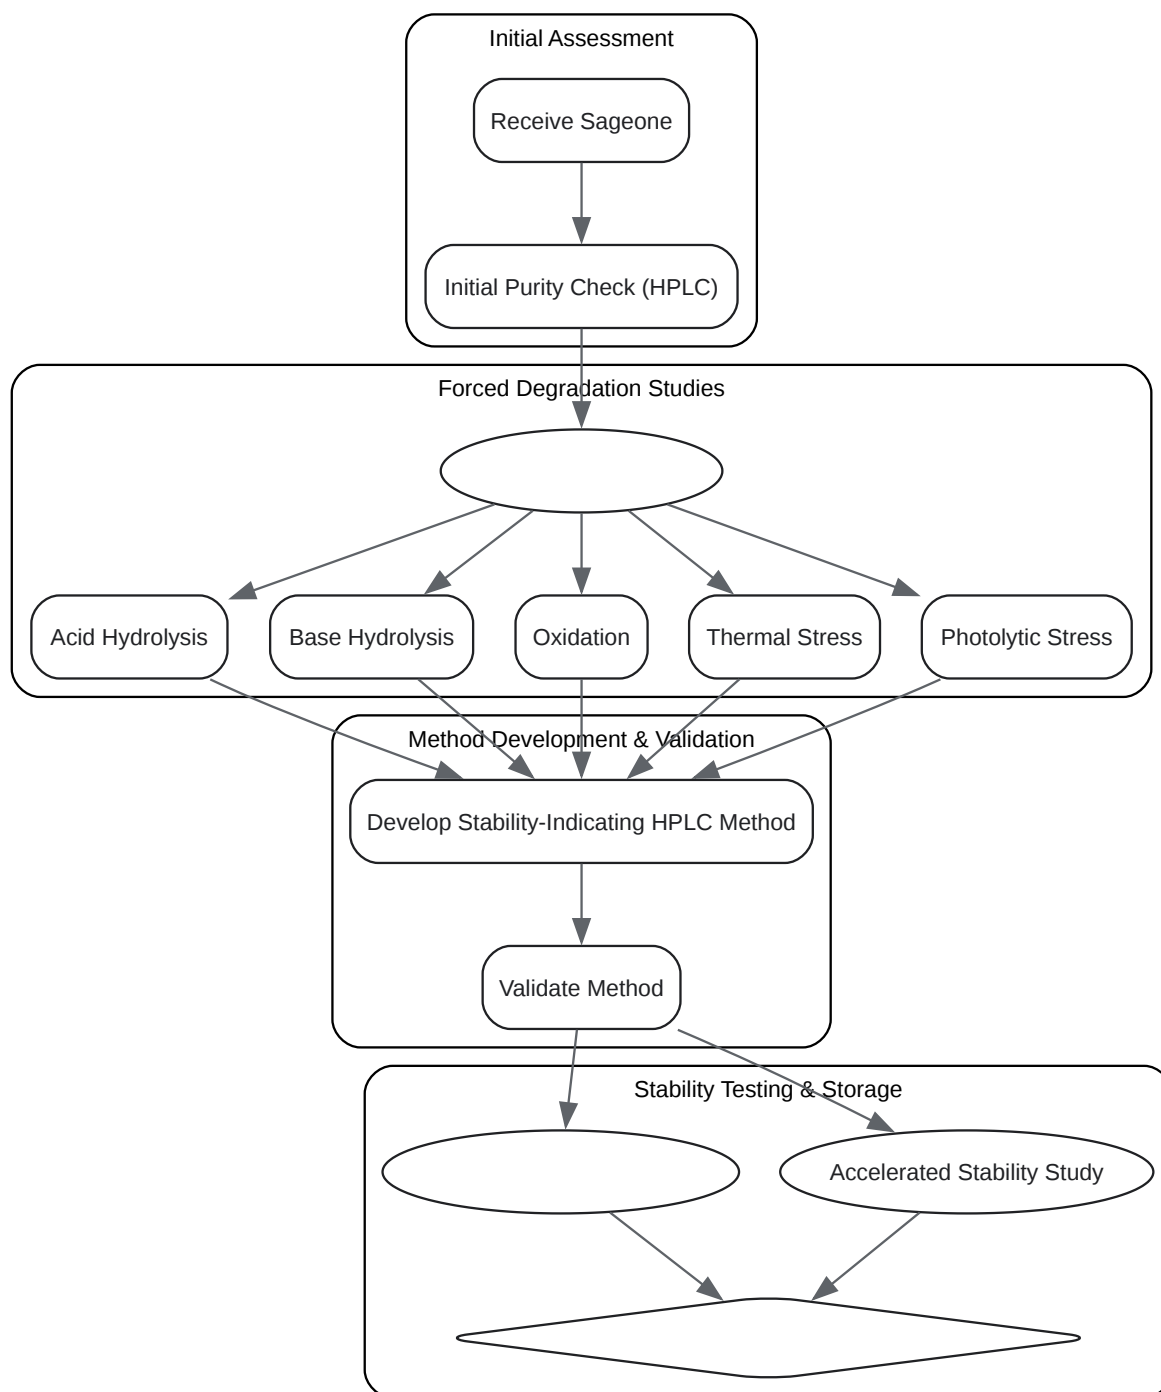 Initial Assessment
Receive Sageone
Initial Purity Check (HPLC)
Forced Degradation Studies
Acid Hydrolysis
Base Hydrolysis
Oxidation
Thermal Stress
Photolytic Stress
Method Development & Validation
Develop Stability-Indicating HPLC Method
Validate Method
Stability Testing & Storage
Accelerated Stability Study